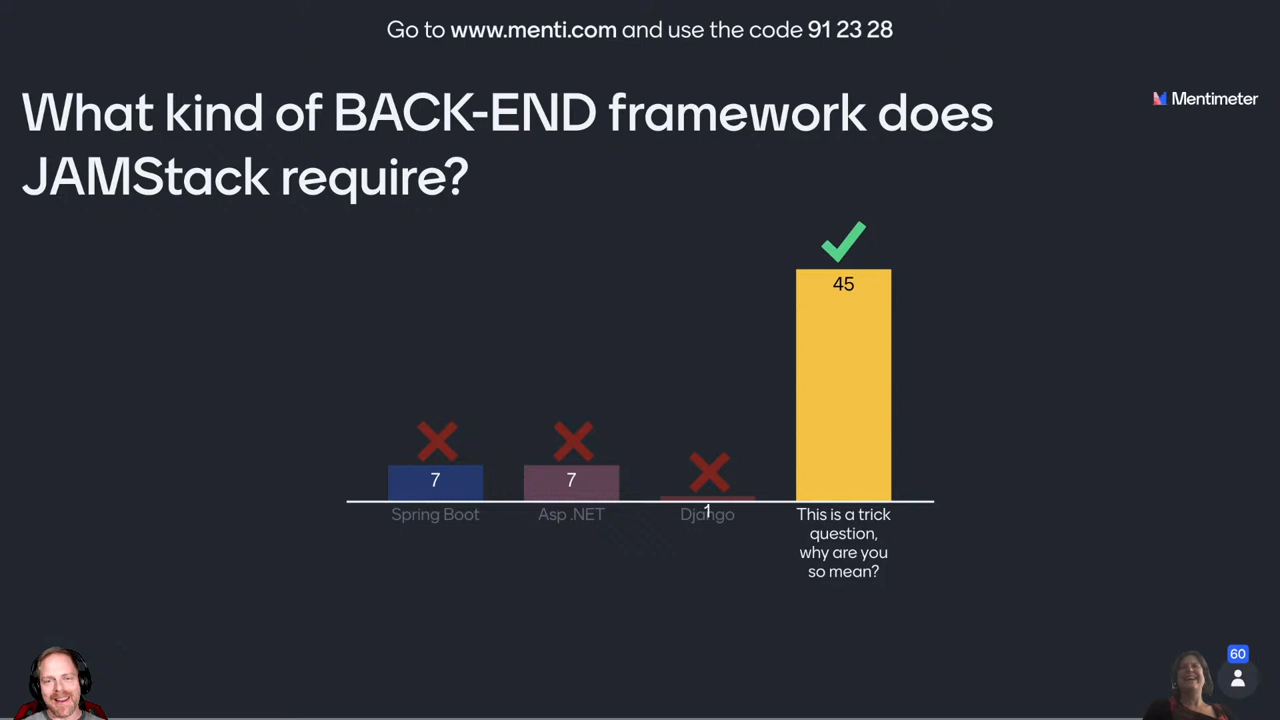 Go to www.menti.com and use the code 91 23 28
What kind of BACK-END framework does
JAMStack require?
Mentimeter
45
7
7
1
Spring Boot
Asp .NET
Django
This is a trick
question,
why are you
so mean?
60